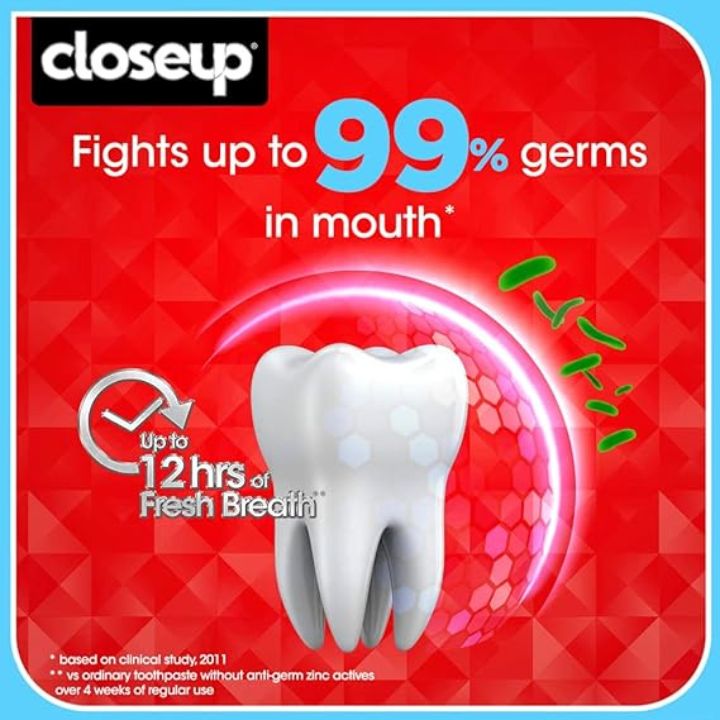 closeup®
Fights up to 99% germs
in mouth*
Up to
12 hrs of
Fresh Breath**
* based on clinical study, 2011
** vs ordinary toothpaste without anti-germ zinc actives
over 4 weeks of regular use